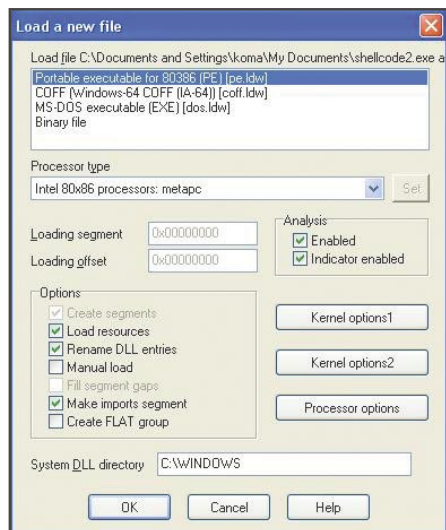 Load a new file
Load file C:\Documents and Settings\koma\My Documents\shellcode2.exe a
Portable executable for 80386 (PE) [pe.ldw]
COFF (Windows-64 COFF (IA-64)) [coff.ldw]
MS-DOS executable (EXE) [dos.ldw]
Binary file
Processor type
Intel 80x86 processors: metapc
Set
Loading segment 0x00000000
Loading offset 0x00000000
Analysis
Enabled
Indicator enabled
Options
Create segments
Load resources
Rename DLL entries
Manual load
Fill segment gaps
Make imports segment
Create FLAT group
Kernel options1
Kernel options2
Processor options
System DLL directory C:\WINDOWS
OK Cancel Help